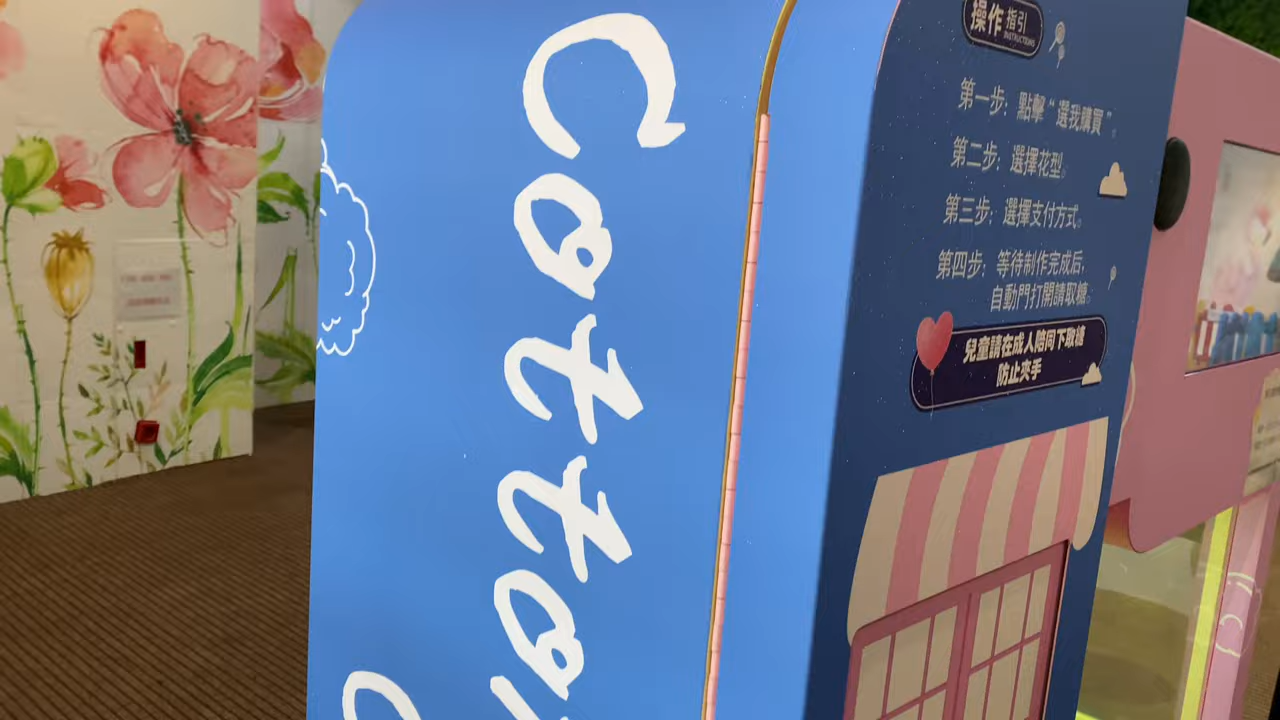 Cotton
操作 指引
INSTRUCTIONS
第一步：點擊“選我購買”。
第二步：選擇花型。
第三步：選擇支付方式。
第四步：等待制作完成后，
自動門打開請取糖。
兒童請在成人陪同下取糖
防止夾手